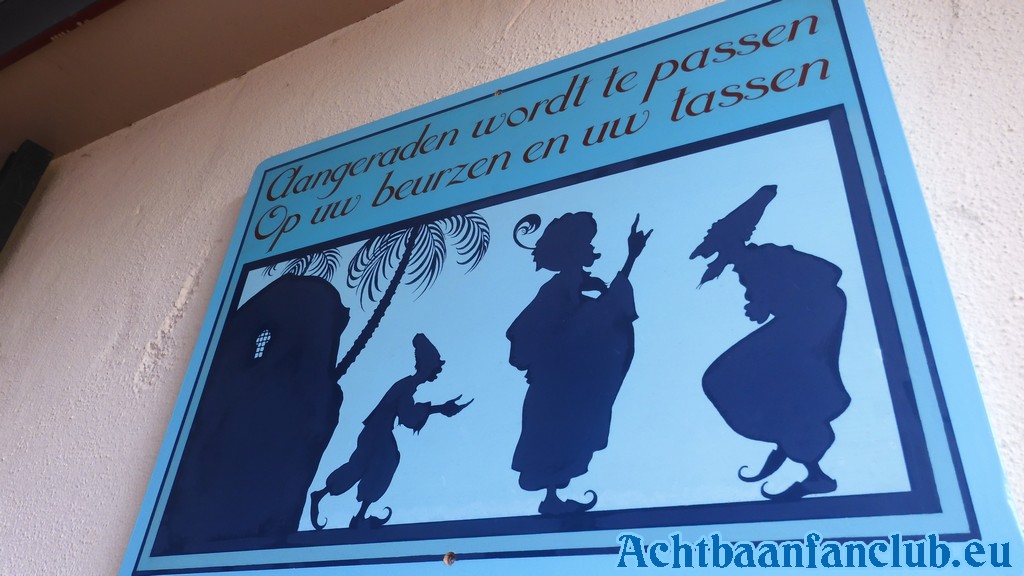 Aangeraden wordt te passen
Op uw beurzen en uw tassen
Achtbaanfanclub.eu